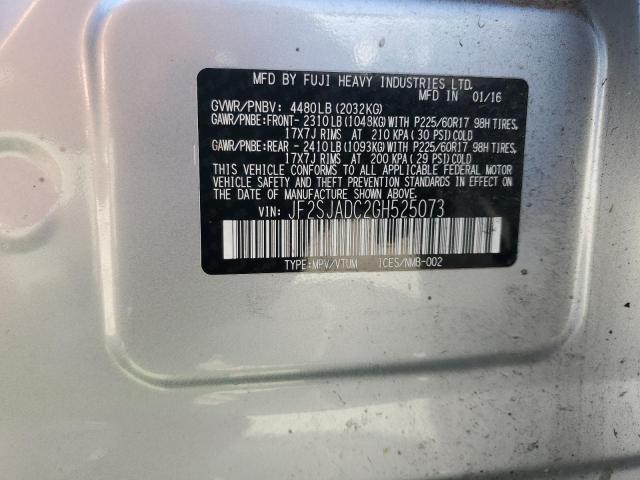 MFD BY FUJI HEAVY INDUSTRIES LTD.
MFD IN 01/16
GVWR/PNBV: 4480LB(2032KG)
GAWR/PNBE:FRONT- 2310LB(1048KG)WITH P225/60R17 98H TIRES,
17X7J RIMS AT 210 KPA(30 PSI)COLD
GAWR/PNBE:REAR - 2410LB(1093KG)WITH P225/60R17 98H TIRES,
17X7J RIMS AT 200 KPA(29 PSI)COLD
THIS VEHICLE CONFORMS TO ALL APPLICABLE FEDERAL MOTOR
VEHICLE SAFETY AND THEFT PREVENTION STANDARDS IN EFFECT ON
THE DATE OF MANUFACTURE SHOWN ABOVE.
VIN: JF2SJADC2GH525073
TYPE:MPV/VTUM ICES/NMB-002